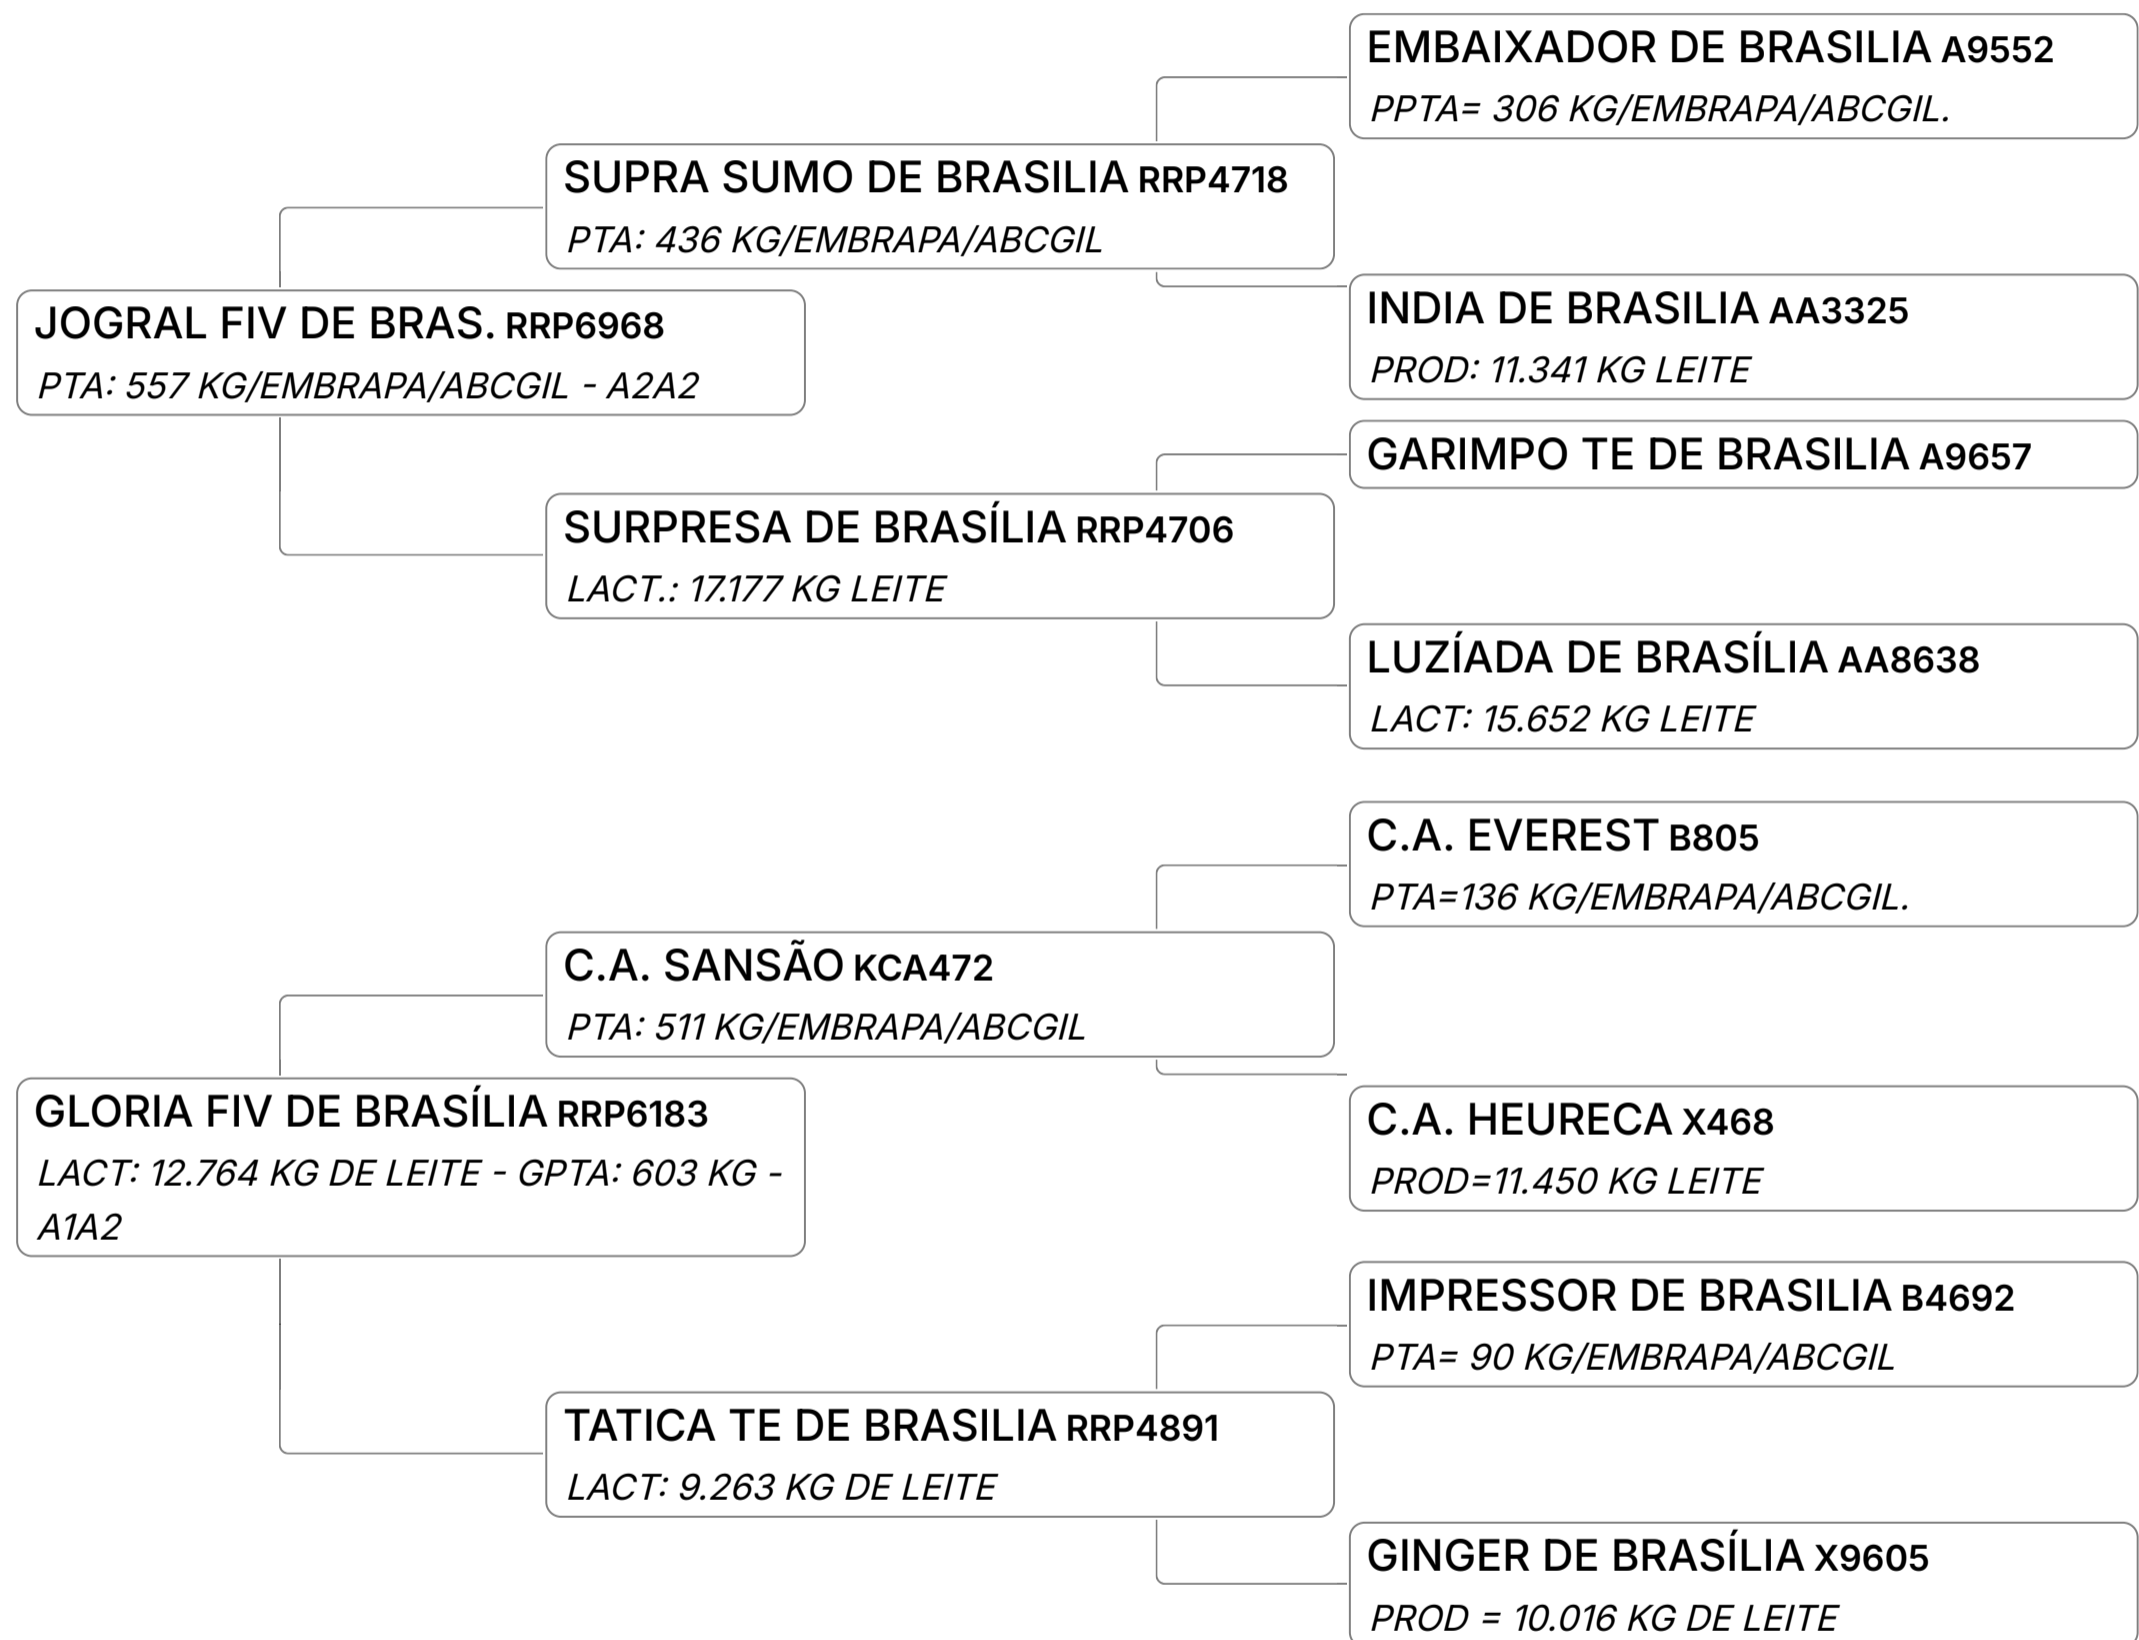 EMBAIXADOR DE BRASILIA A9552
PPTA= 306 KG/EMBRAPA/ABCGIL.
SUPRA SUMO DE BRASILIA RRP4718
PTA: 436 KG/EMBRAPA/ABCGIL
INDIA DE BRASILIA AA3325
PROD: 11.341 KG LEITE
JOGRAL FIV DE BRAS. RRP6968
PTA: 557 KG/EMBRAPA/ABCGIL - A2A2
GARIMPO TE DE BRASILIA A9657
SURPRESA DE BRASÍLIA RRP4706
LACT.: 17.177 KG LEITE
LUZÍADA DE BRASÍLIA AA8638
LACT: 15.652 KG LEITE
C.A. EVEREST B805
PTA=136 KG/EMBRAPA/ABCGIL.
C.A. SANSÃO KCA472
PTA: 511 KG/EMBRAPA/ABCGIL
C.A. HEURECA X468
PROD=11.450 KG LEITE
GLORIA FIV DE BRASÍLIA RRP6183
LACT: 12.764 KG DE LEITE - GPTA: 603 KG -
A1A2
IMPRESSOR DE BRASILIA B4692
PTA= 90 KG/EMBRAPA/ABCGIL
TATICA TE DE BRASILIA RRP4891
LACT: 9.263 KG DE LEITE
GINGER DE BRASÍLIA X9605
PROD = 10.016 KG DE LEITE